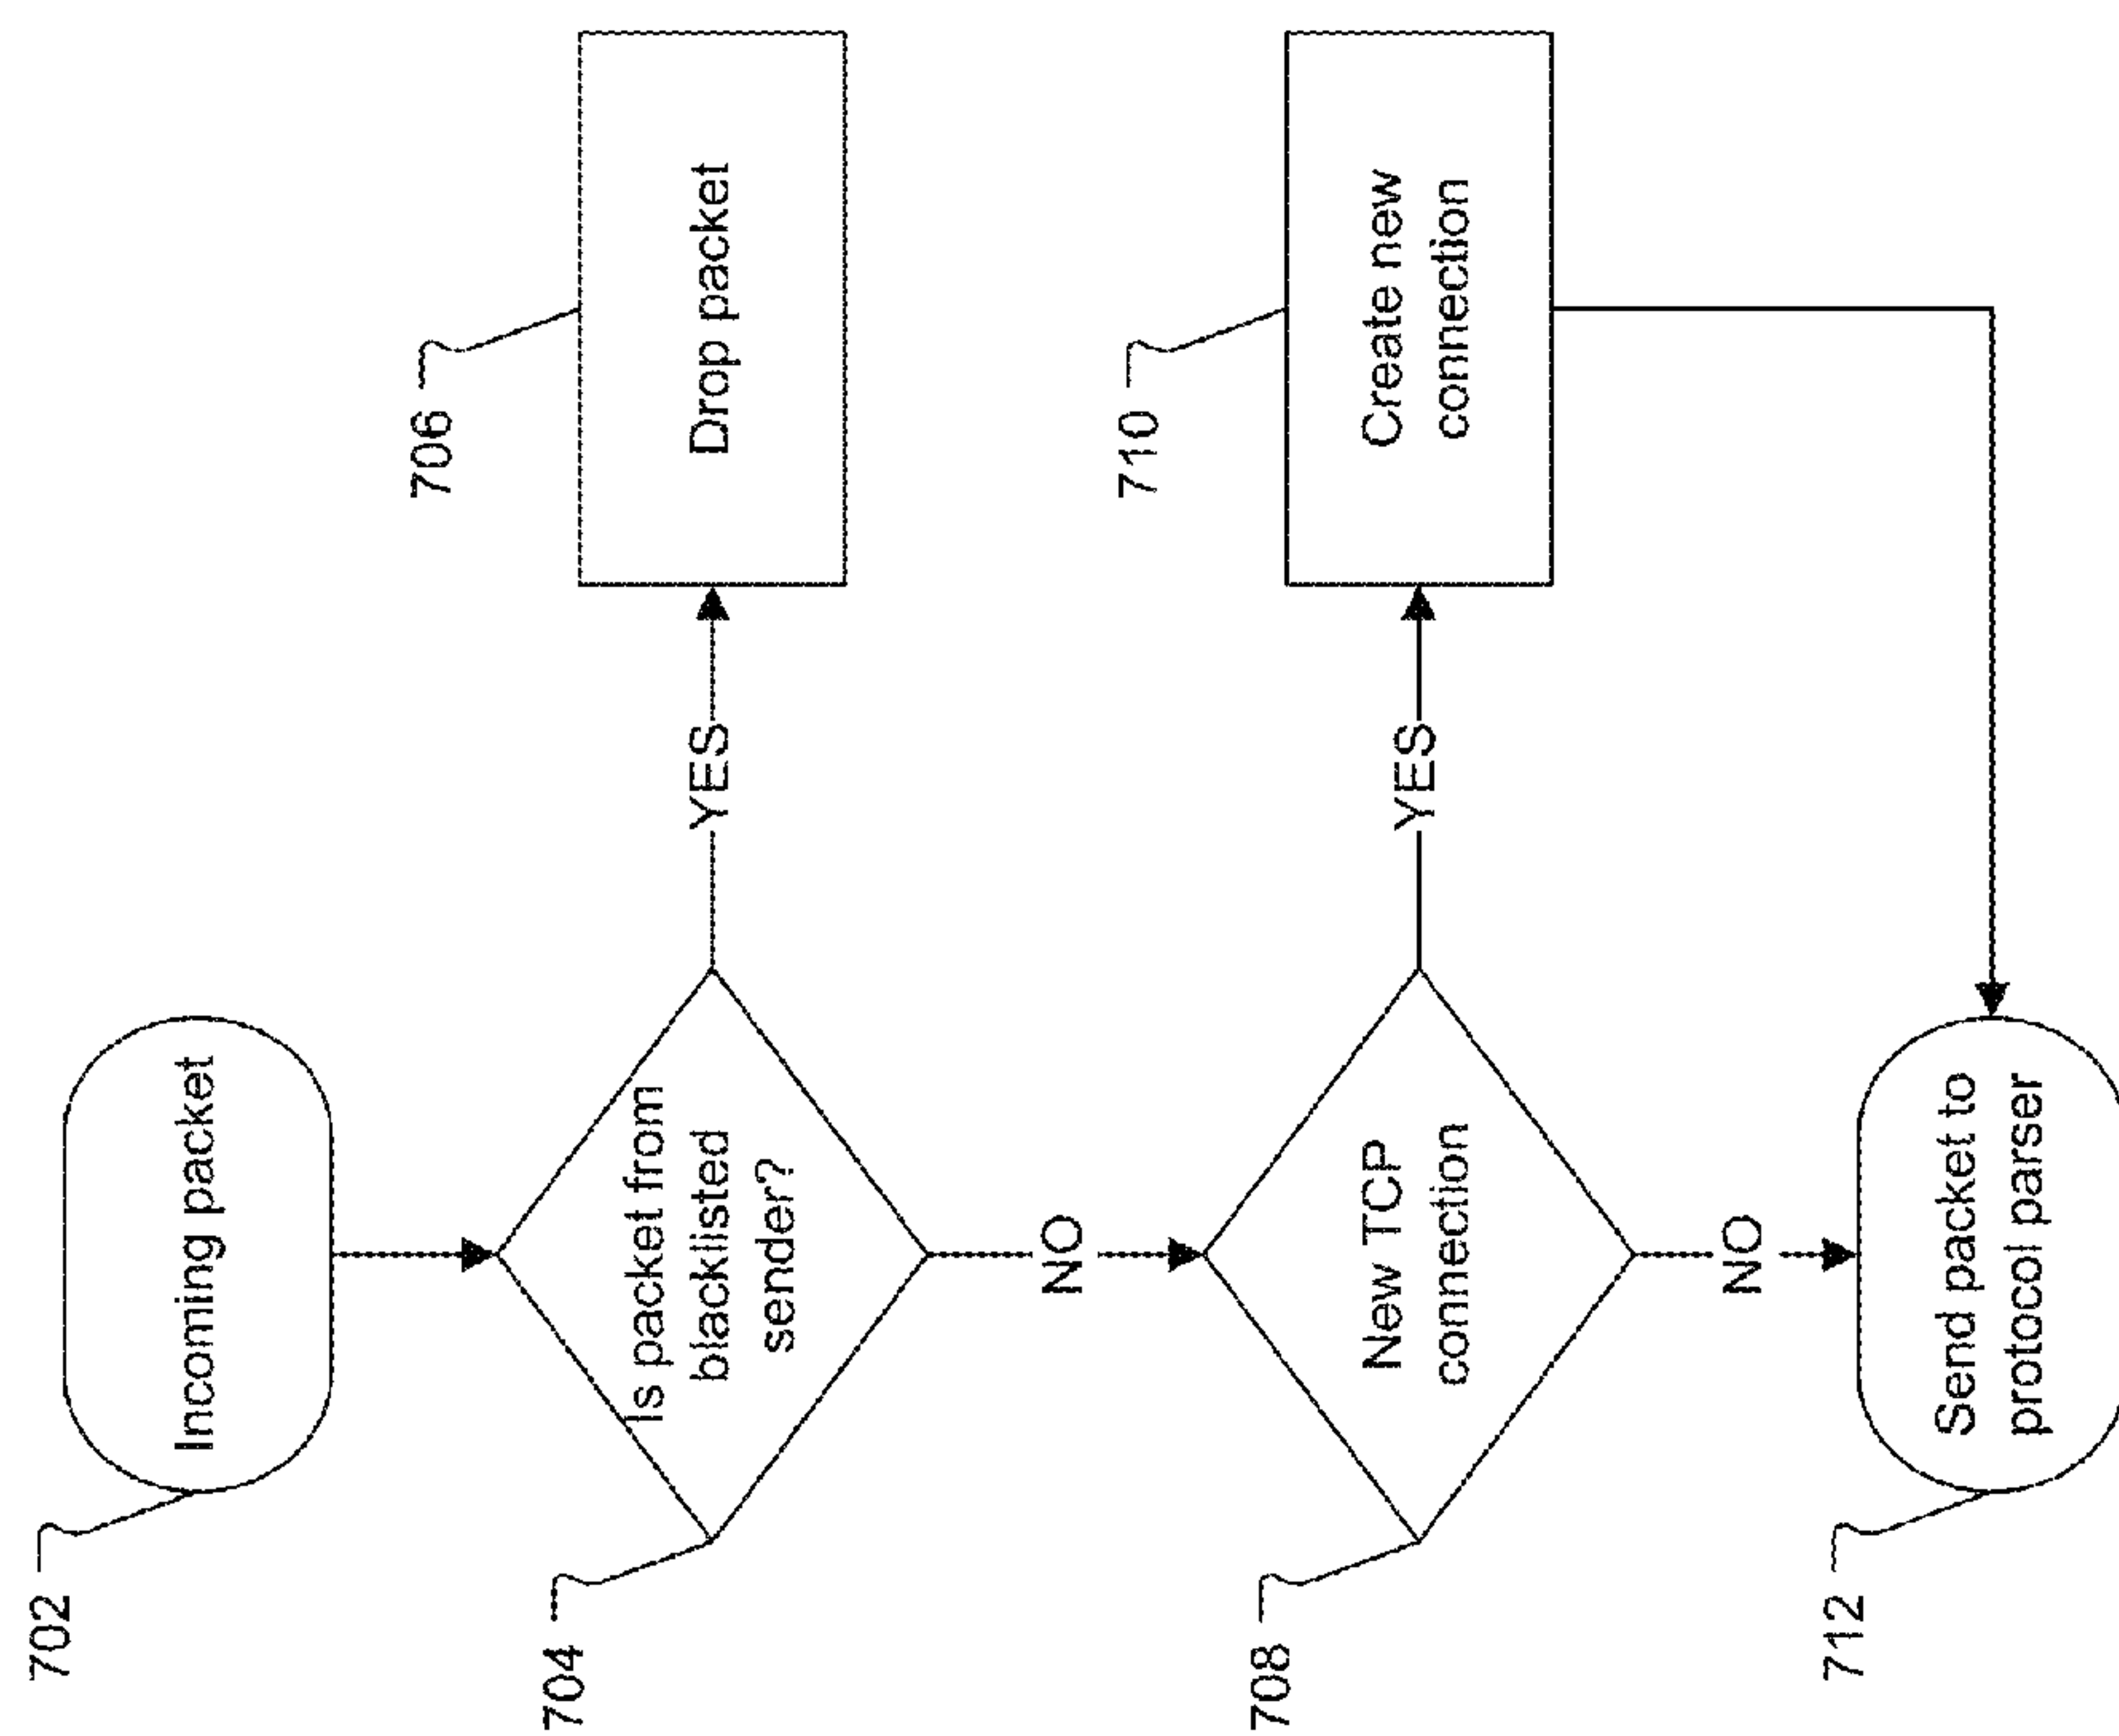 702
Incoming packet
704
Is packet from
blacklisted
sender?
YES
706
Drop packet
NO
708
New TCP
connection
YES
710
Create new
connection
NO
712
Send packet to
protocol parser